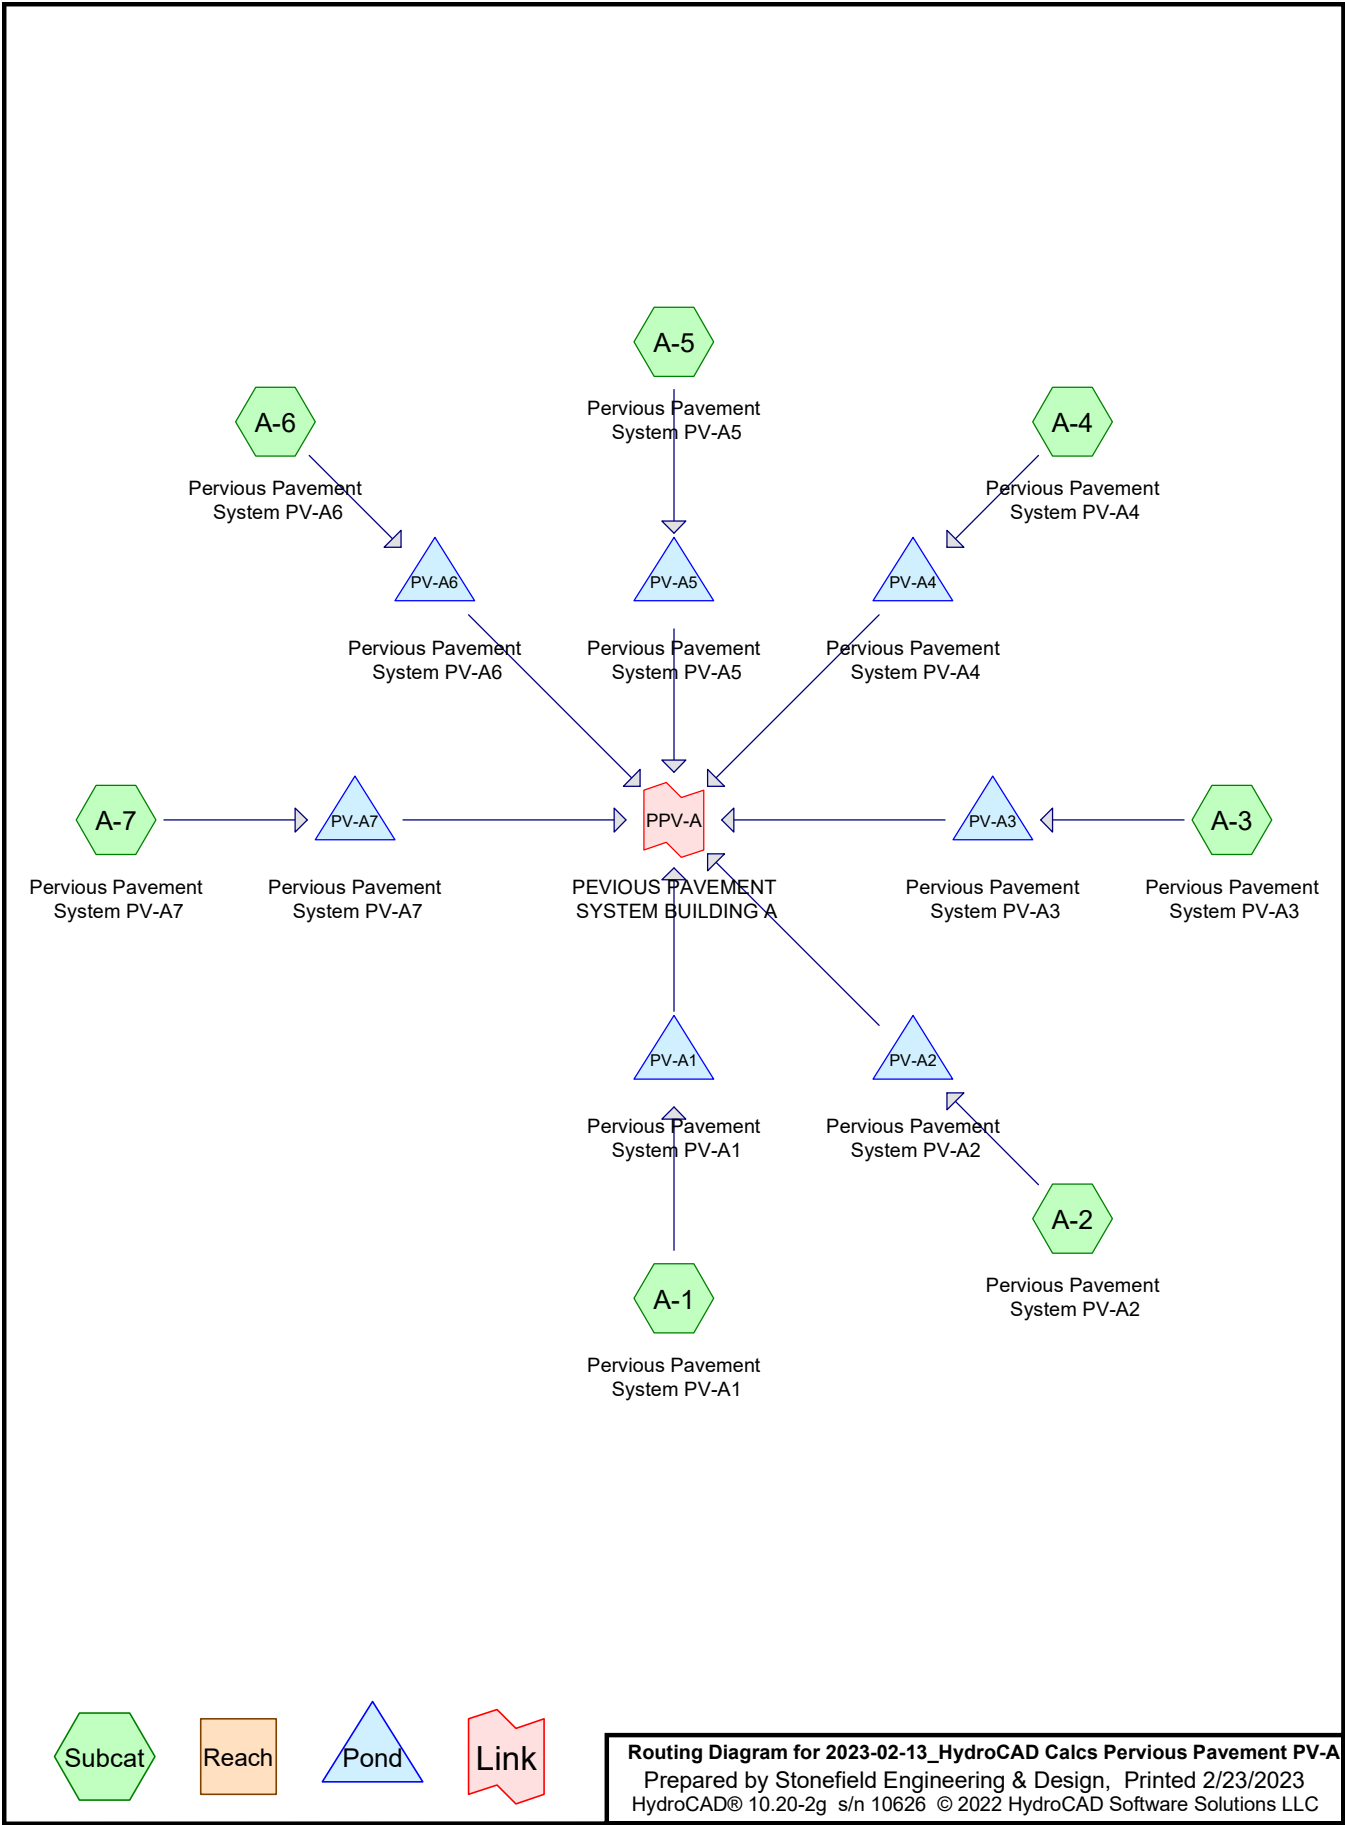 A-5
Pervious Pavement
System PV-A5
A-6
Pervious Pavement
System PV-A6
A-4
Pervious Pavement
System PV-A4
PV-A6
Pervious Pavement
System PV-A6
PV-A5
Pervious Pavement
System PV-A5
PV-A4
Pervious Pavement
System PV-A4
A-7
Pervious Pavement
System PV-A7
PV-A7
Pervious Pavement
System PV-A7
PPV-A
PEVIOUS PAVEMENT
SYSTEM BUILDING A
PV-A3
Pervious Pavement
System PV-A3
A-3
Pervious Pavement
System PV-A3
PV-A1
Pervious Pavement
System PV-A1
PV-A2
Pervious Pavement
System PV-A2
A-2
Pervious Pavement
System PV-A2
A-1
Pervious Pavement
System PV-A1
Subcat
Reach
Pond
Link
Routing Diagram for 2023-02-13_HydroCAD Calcs Pervious Pavement PV-A
Prepared by Stonefield Engineering & Design, Printed 2/23/2023
HydroCAD® 10.20-2g s/n 10626 © 2022 HydroCAD Software Solutions LLC